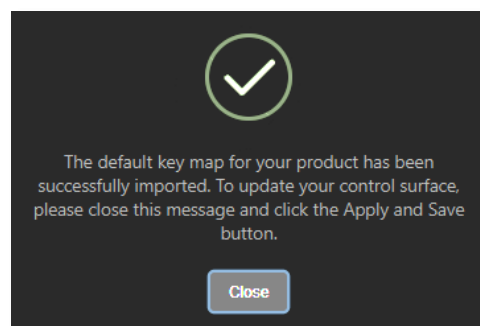 The default key map for your product has been
successfully imported. To update your control surface,
please close this message and click the Apply and Save
button.
Close